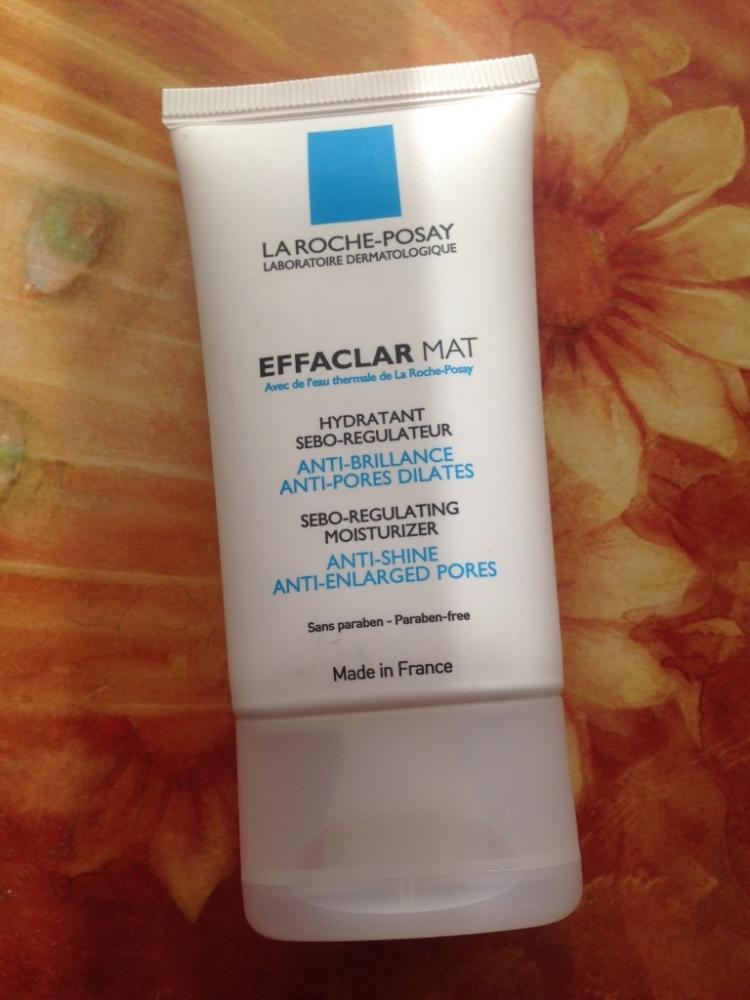 LA ROCHE-POSAY
LABORATOIRE DERMATOLOGIQUE
EFFACLAR MAT
Avec de l'eau thermale de La Roche-Posay
HYDRATANT
SEBO-REGULATEUR
ANTI-BRILLANCE
ANTI-PORES DILATES
SEBO-REGULATING
MOISTURIZER
ANTI-SHINE
ANTI-ENLARGED PORES
Sans paraben - Paraben-free
Made in France